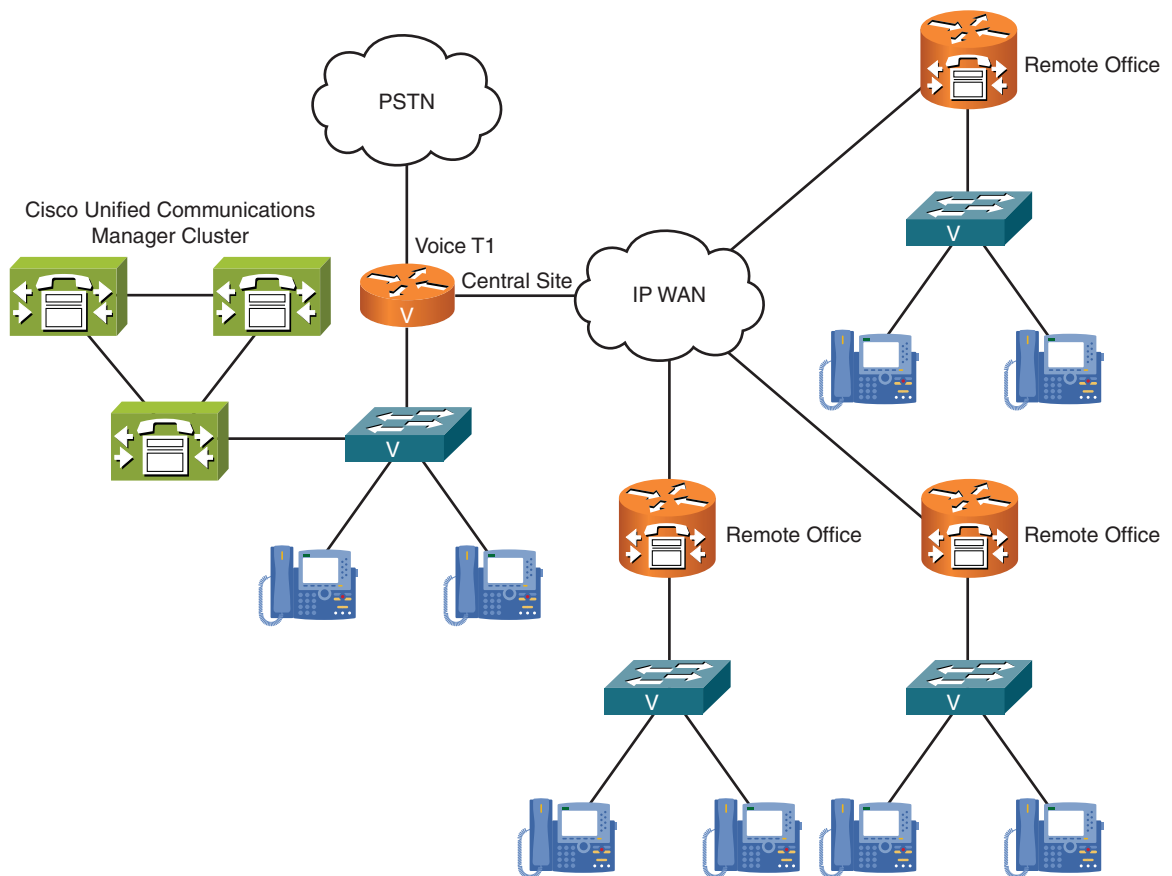 PSTN
Remote Office
Cisco Unified Communications
Manager Cluster
V
Voice T1
Central Site
IP WAN
V
V
Remote Office
Remote Office
V
V